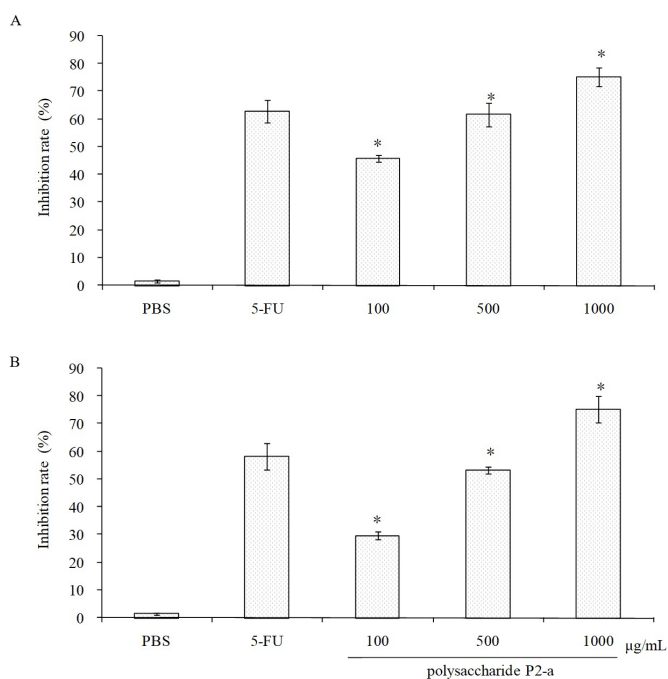 A
Inhibition rate (%)
90
80
70
60
50
40
30
20
10
0
* * *
PBS 5-FU 100 500 1000
B
Inhibition rate (%)
90
80
70
60
50
40
30
20
10
0
* * *
PBS 5-FU 100 500 1000 µg/mL
polysaccharide P2-a